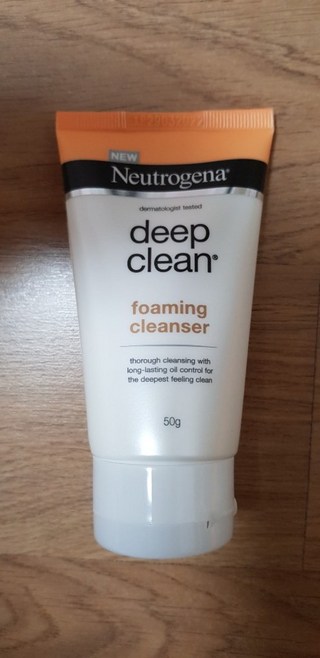 NEW
Neutrogena®
dermatologist tested
deep
clean®
foaming
cleanser
thorough cleansing with
long-lasting oil control for
the deepest feeling clean
50g